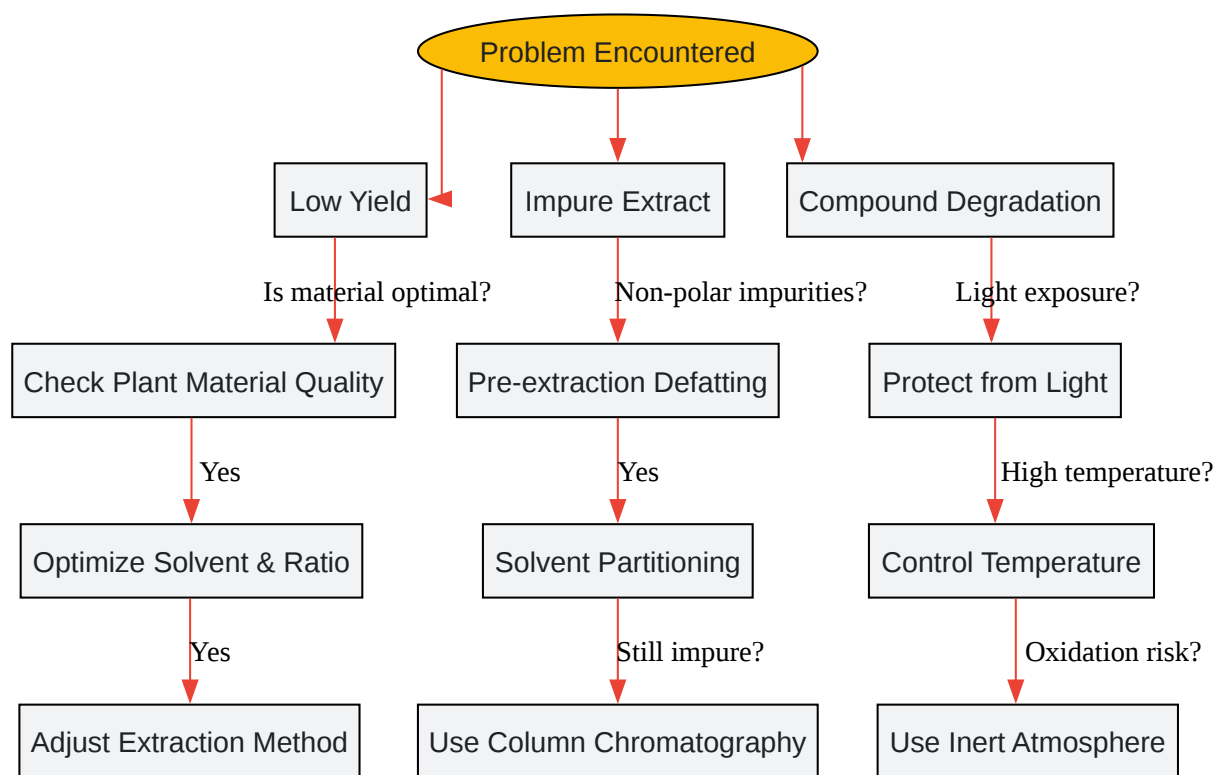 Problem Encountered
Low Yield
Impure Extract
Compound Degradation
Is material optimal?
Non-polar impurities?
Light exposure?
Check Plant Material Quality
Pre-extraction Defatting
Protect from Light
Yes
Yes
High temperature?
Optimize Solvent & Ratio
Solvent Partitioning
Control Temperature
Yes
Still impure?
Oxidation risk?
Adjust Extraction Method
Use Column Chromatography
Use Inert Atmosphere